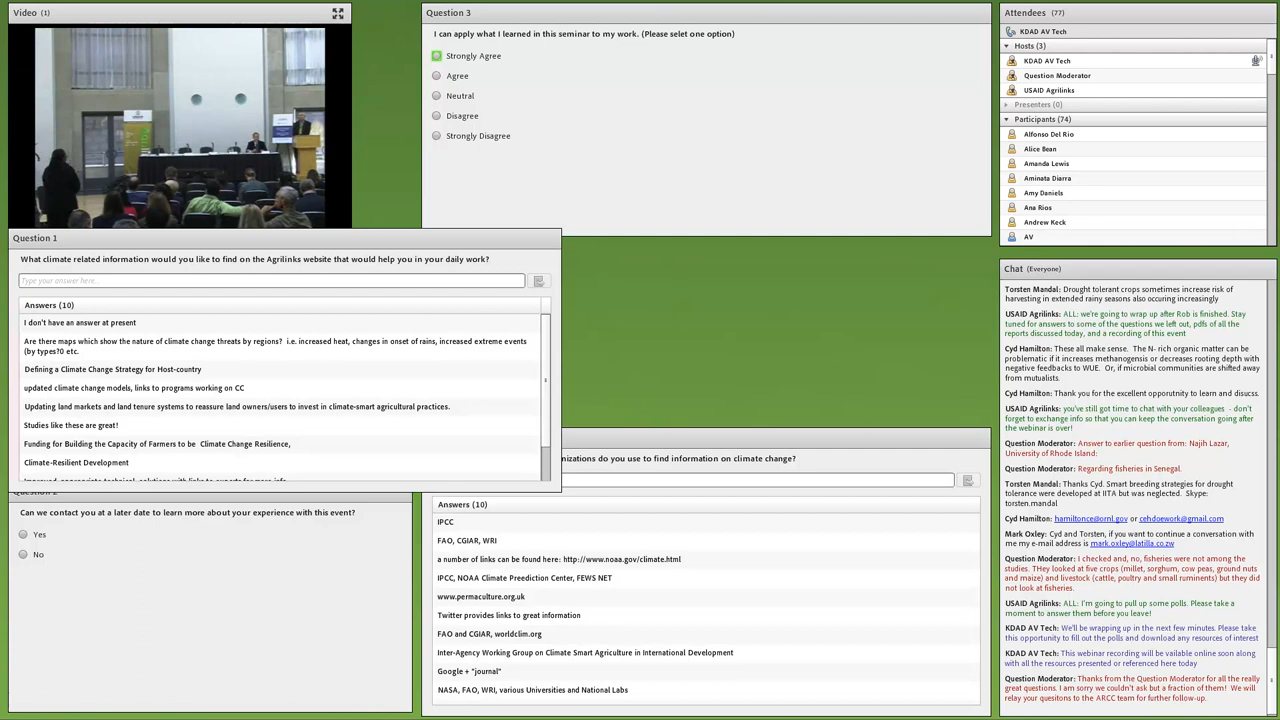 Video (1)
Question 3
I can apply what I learned in this seminar to my work. (Please selet one option)
Strongly Agree
Agree
Neutral
Disagree
Strongly Disagree
Attendees (77)
KDAD AV Tech
Hosts (3)
KDAD AV Tech
Question Moderator
USAID Agrilinks
Presenters (0)
Participants (74)
Alfonso Del Rio
Alice Bean
Amanda Lewis
Aminata Diarra
Amy Daniels
Ana Rios
Andrew Keck
AV
Question 1
What climate related information would you like to find on the Agrilinks website that would help you in your daily work?
Type your answer here...
Answers (10)
I don't have an answer at present
Are there maps which show the nature of climate change threats by regions? i.e. increased heat, changes in onset of rains, increased extreme events
(by types?0 etc.
Defining a Climate Change Strategy for Host-country
updated climate change models, links to programs working on CC
Updating land markets and land tenure systems to reassure land owners/users to invest in climate-smart agricultural practices.
Studies like these are great!
Funding for Building the Capacity of Farmers to be Climate Change Resilience,
Climate-Resilient Development
Improved, appropriate technical, solutions with links to experts for more info
Question 2
Can we contact you at a later date to learn more about your experience with this event?
Yes
No
nizations do you use to find information on climate change?
Answers (10)
IPCC
FAO, CGIAR, WRI
a number of links can be found here: http://www.noaa.gov/climate.html
IPCC, NOAA Climate Preediction Center, FEWS NET
www.permaculture.org.uk
Twitter provides links to great information
FAO and CGIAR, worldclim.org
Inter-Agency Working Group on Climate Smart Agriculture in International Development
Google + "journal"
NASA, FAO, WRI, various Universities and National Labs
Chat (Everyone)
Torsten Mandal: Drought tolerant crops sometimes increase risk of
harvesting in extended rainy seasons also occuring increasingly
USAID Agrilinks: ALL: we're going to wrap up after Rob is finished. Stay
tuned for answers to some of the questions we left out, pdfs of all the
reports discussed today, and a recording of this event
Cyd Hamilton: These all make sense. The N- rich organic matter can be
problematic if it increases methanogensis or decreases rooting depth with
negative feedbacks to WUE. Or, if microbial communities are shifted away
from mutualists.
Cyd Hamilton: Thank you for the excellent opporutnity to learn and discuss.
USAID Agrilinks: you've still got time to chat with your colleagues - don't
forget to exchange info so that you can keep the conversation going after
the webinar is over!
Question Moderator: Answer to earlier question from: Najih Lazar,
University of Rhode Island:
Question Moderator: Regarding fisheries in Senegal.
Torsten Mandal: Thanks Cyd. Smart breeding strategies for drought
tolerance were developed at IITA but was neglected. Skype:
torsten.mandal
Cyd Hamilton: hamiltonce@ornl.gov or cehdoework@gmail.com
Mark Oxley: Cyd and Torsten, if you want to continue a conversation with
me my e-mail address is mark.oxley@latilla.co.zw
Question Moderator: I checked and, no, fisheries were not among the
studies. THey looked at five crops (millet, sorghum, cow peas, ground nuts
and maize) and livestock (cattle, poultry and small ruminents) but they did
not look at fisheries.
USAID Agrilinks: ALL: I'm going to pull up some polls. Please take a
moment to answer them before you leave!
KDAD AV Tech: We'll be wrapping up in the next few minutes. Please take
this opportunity to fill out the polls and download any resources of interest
KDAD AV Tech: This webinar recording will be vailable online soon along
with all the resources presented or referenced here today
Question Moderator: Thanks from the Question Moderator for all the really
great questions. I am sorry we couldn't ask but a fraction of them! We will
relay your quesitons to the ARCC team for further follow-up.